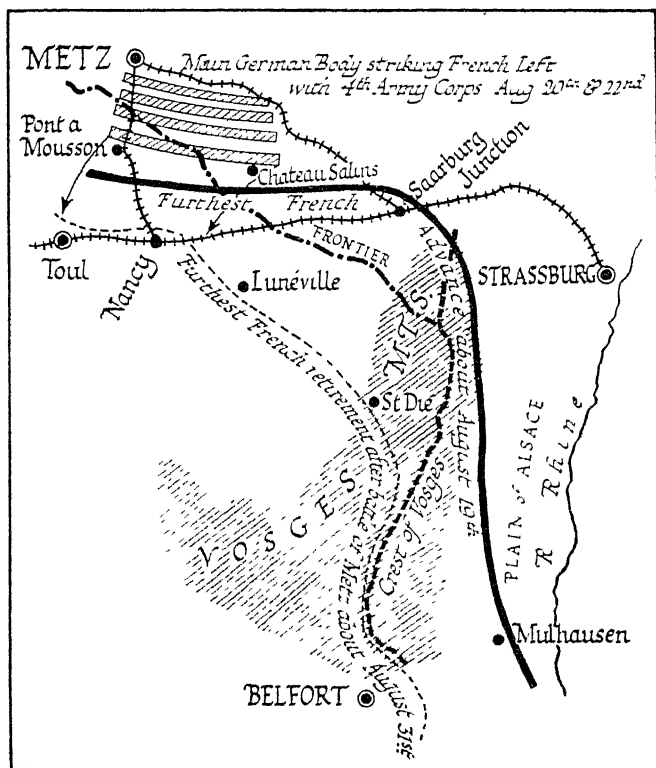 METZ
Main German Body striking French Left
with 4th Army Corps Aug 20th & 22nd
Pont a
Mousson
Chateau Salins
Saarburg
Junction
Furthest French Advance about August 19th
FRONTIER
Toul
Nancy
Lunéville
STRASSBURG
MTS.
Furthest French retirement after battle of Metz about August 31st
St Dié
VOSGES
Crest of Vosges
PLAIN of ALSACE
R Rhine
Mulhausen
BELFORT